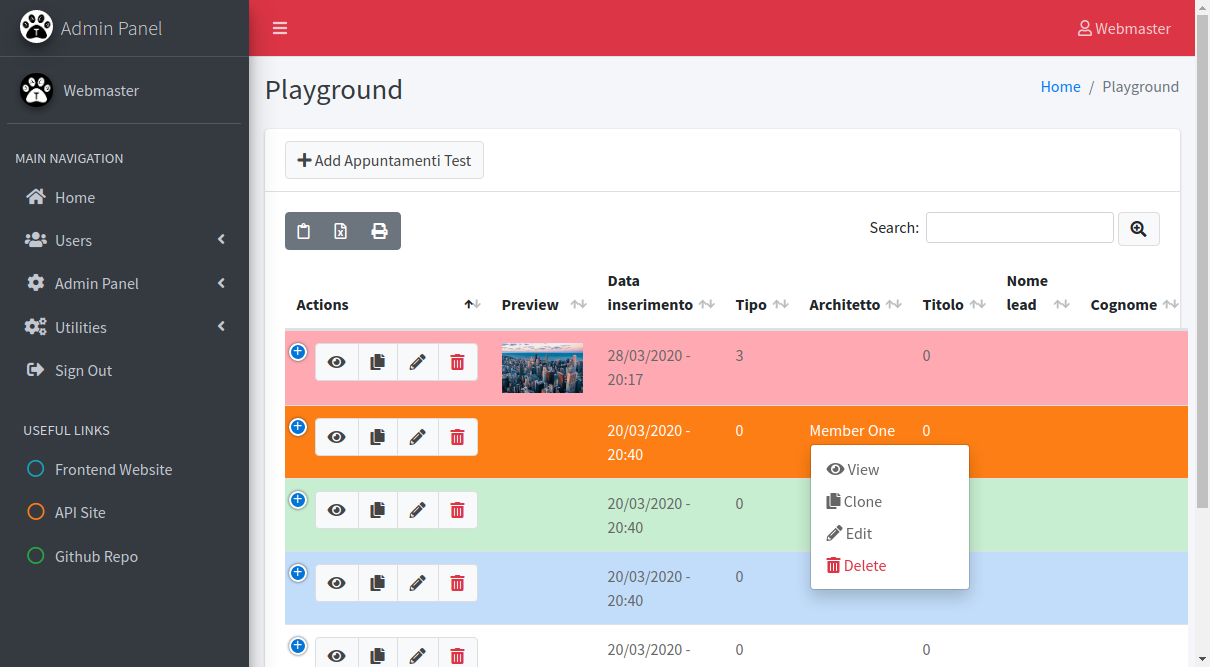 Admin Panel
Webmaster
Webmaster
Playground
Home / Playground
MAIN NAVIGATION
Home
Users
Admin Panel
Utilities
Sign Out
USEFUL LINKS
Frontend Website
API Site
Github Repo
Add Appuntamenti Test
Search:
Actions Preview Data inserimento Tipo Architetto Titolo Nome lead Cognome
28/03/2020 - 3 0
20:17
20/03/2020 - 0 Member One 0
20:40
View
Clone
Edit
Delete
20/03/2020 - 0
20:40
20/03/2020 - 0
20:40
20/03/2020 - 0 0